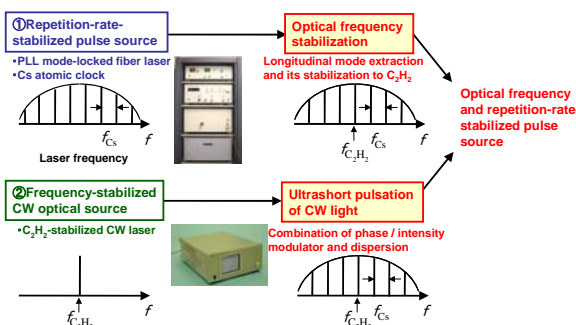 ①Repetition-rate-
stabilized pulse source
▪PLL mode-locked fiber laser
▪Cs atomic clock
fCs
f
Laser frequency
Optical frequency
stabilization
Longitudinal mode extraction
and its stabilization to C2H2
fCs
f
fC2H2
Optical frequency
and repetition-rate
stabilized pulse
source
②Frequency-stabilized
CW optical source
▪C2H2-stabilized CW laser
f
fC2H2
Ultrashort pulsation
of CW light
Combination of phase / intensity
modulator and dispersion
fCs
f
fC2H2